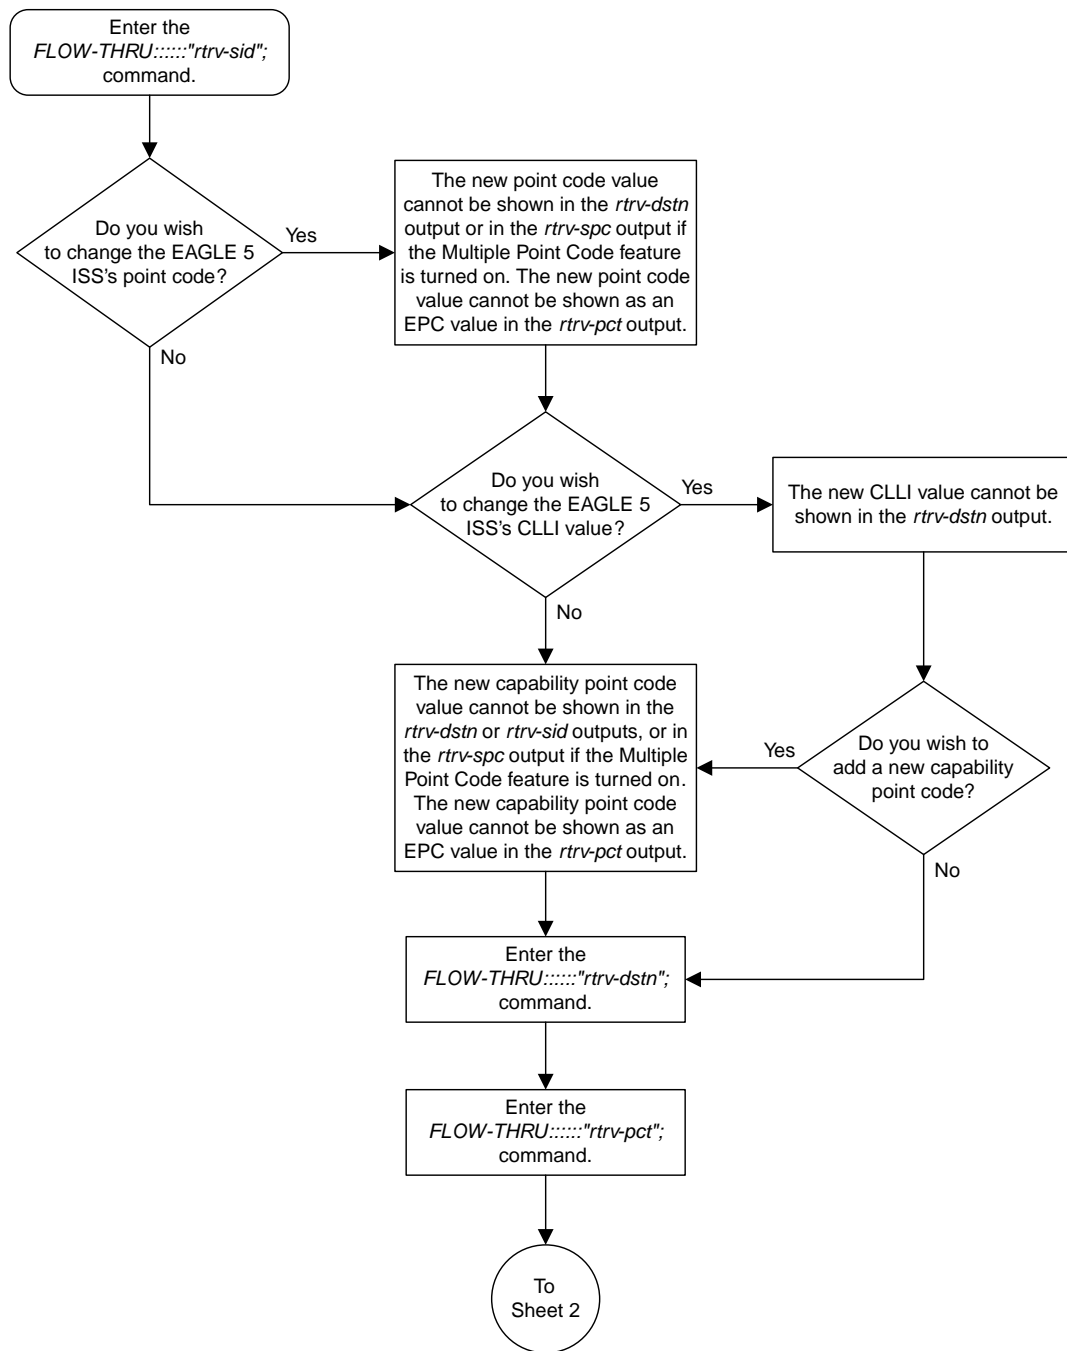 Enter the
FLOW-THRU::::::"rtrv-sid";
command.
Do you wish
to change the EAGLE 5
ISS's point code?
Yes
No
The new point code value
cannot be shown in the rtrv-dstn
output or in the rtrv-spc output if
the Multiple Point Code feature
is turned on. The new point code
value cannot be shown as an
EPC value in the rtrv-pct output.
Do you wish
to change the EAGLE 5
ISS's CLLI value?
Yes
No
The new CLLI value cannot be
shown in the rtrv-dstn output.
The new capability point code
value cannot be shown in the
rtrv-dstn or rtrv-sid outputs, or in
the rtrv-spc output if the Multiple
Point Code feature is turned on.
The new capability point code
value cannot be shown as an
EPC value in the rtrv-pct output.
Yes
Do you wish to
add a new capability
point code?
No
Enter the
FLOW-THRU::::::"rtrv-dstn";
command.
Enter the
FLOW-THRU::::::"rtrv-pct";
command.
To
Sheet 2